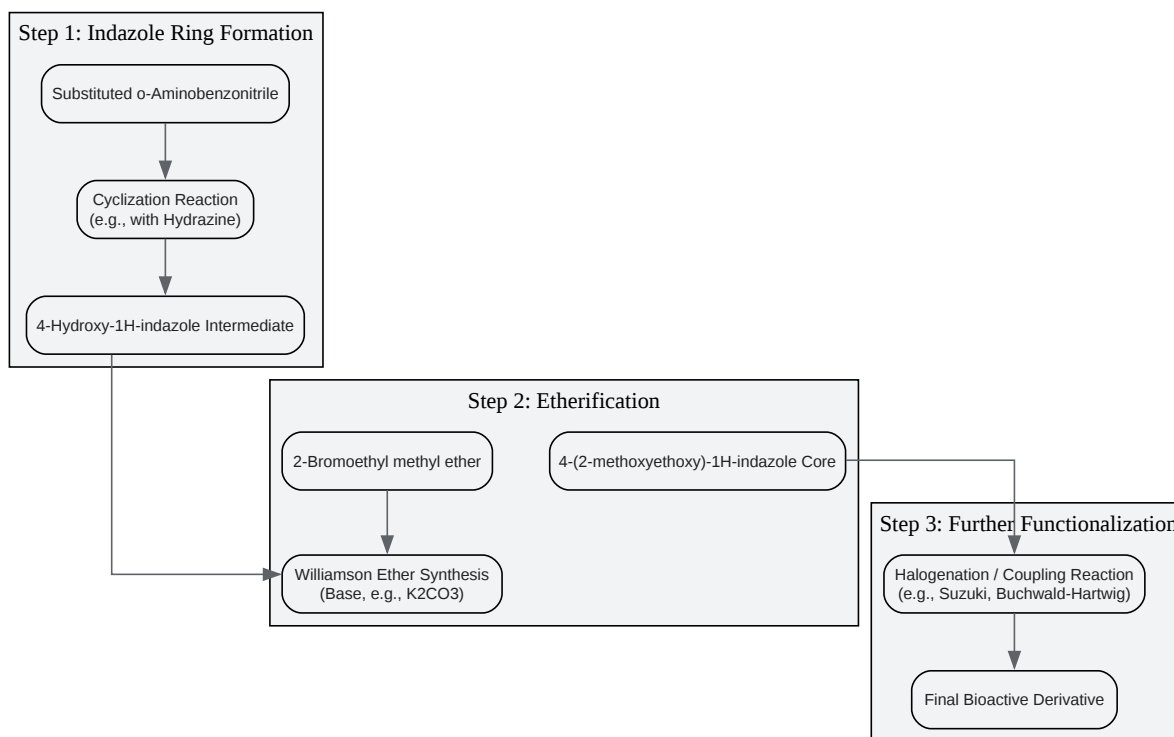 Step 1: Indazole Ring Formation
Substituted o-Aminobenzonitrile
Cyclization Reaction
(e.g., with Hydrazine)
4-Hydroxy-1H-indazole Intermediate
Step 2: Etherification
2-Bromoethyl methyl ether
4-(2-methoxyethoxy)-1H-indazole Core
Williamson Ether Synthesis
(Base, e.g., K2CO3)
Step 3: Further Functionalization
Halogenation / Coupling Reaction
(e.g., Suzuki, Buchwald-Hartwig)
Final Bioactive Derivative